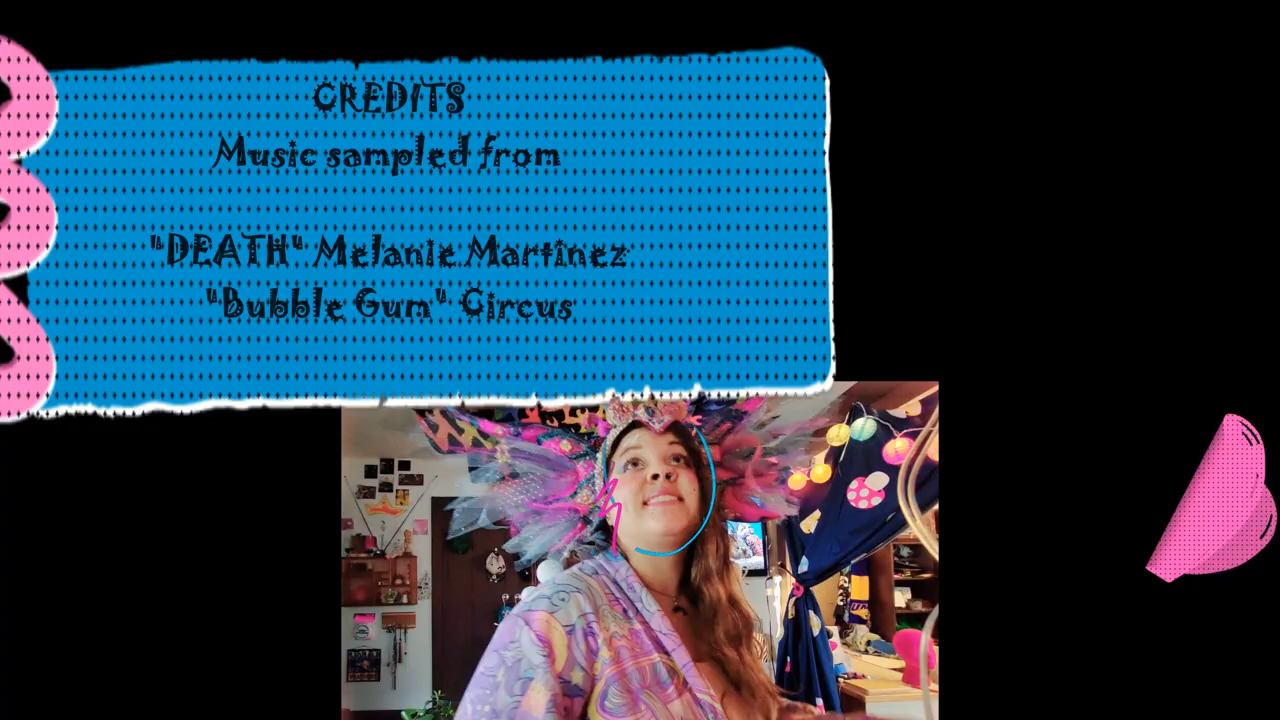 CREDITS
Music sampled from
"DEATH" Melanie Martinez
"Bubble Gum" Circus